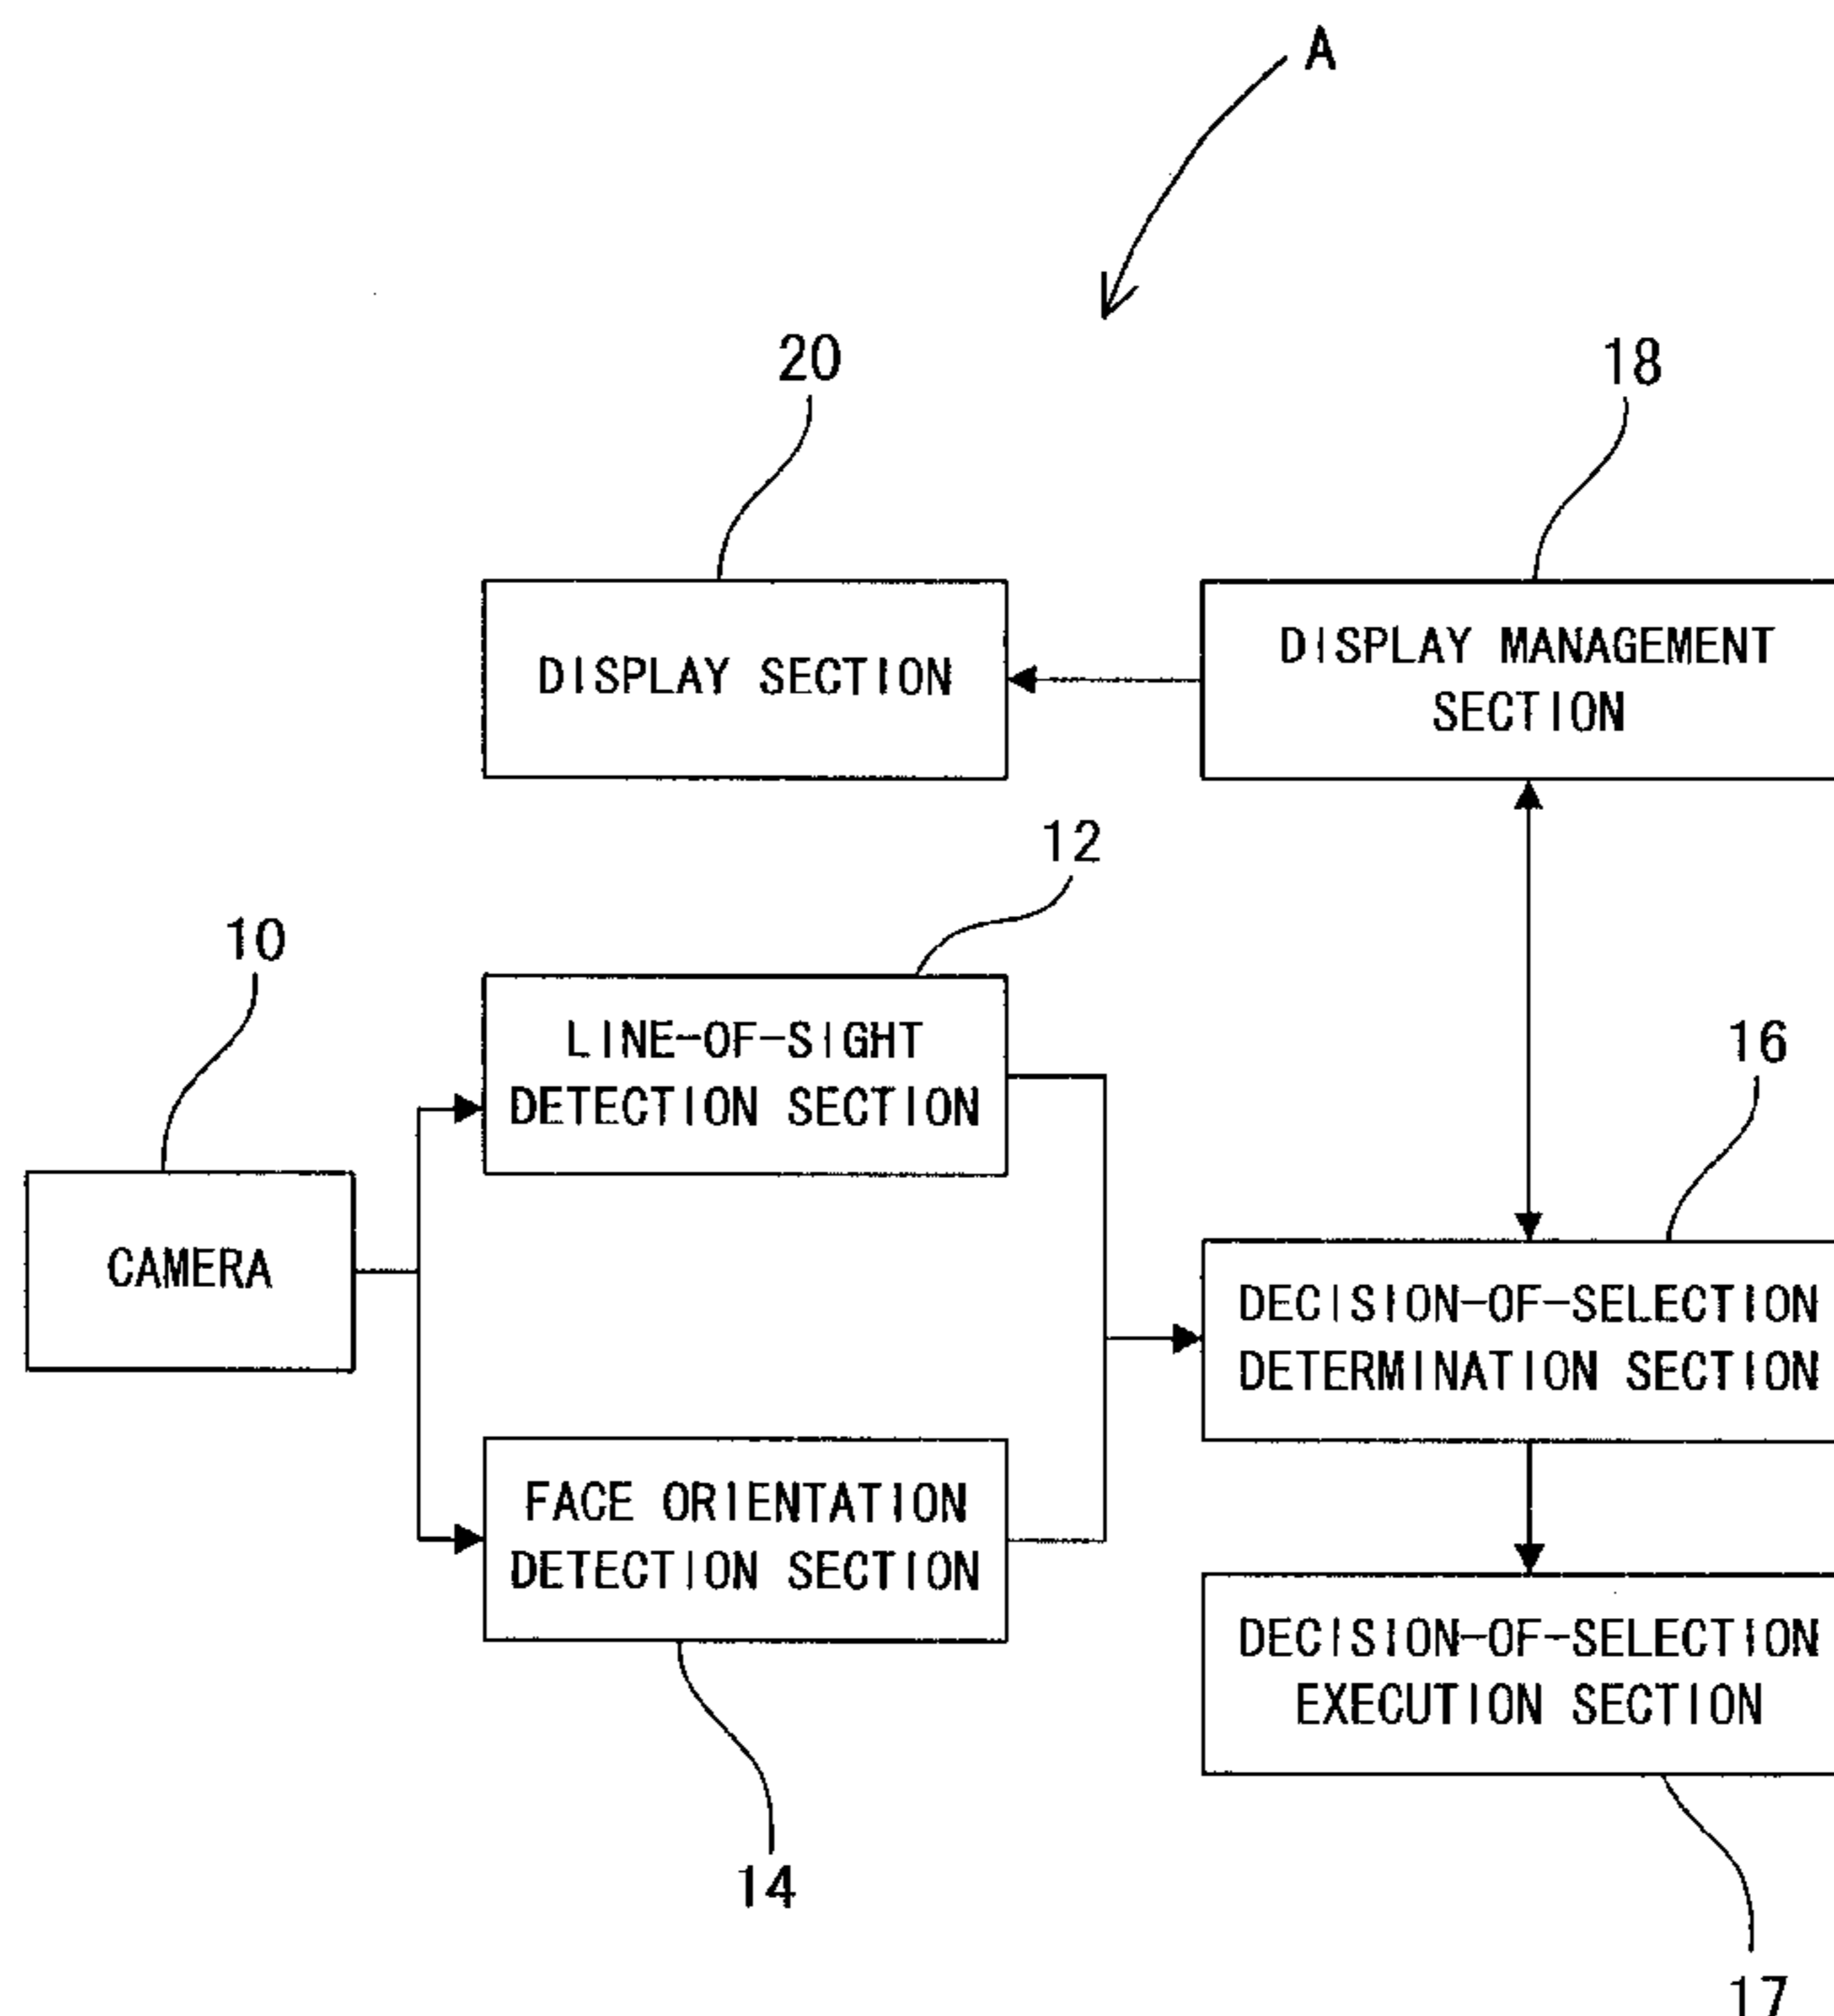 A
20
18
DISPLAY SECTION
DISPLAY MANAGEMENT
SECTION
12
10
LINE-OF-SIGHT
DETECTION SECTION
16
CAMERA
DECISION-OF-SELECTION
DETERMINATION SECTION
FACE ORIENTATION
DETECTION SECTION
DECISION-OF-SELECTION
EXECUTION SECTION
14
17